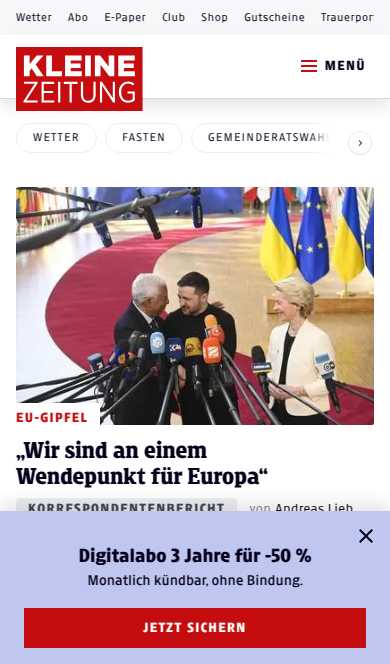 Wetter Abo E-Paper Club Shop Gutscheine Trauerpor
KLEINE
ZEITUNG
MENÜ
WETTER FASTEN GEMEINDERATSWAH
EU-GIPFEL
„Wir sind an einem
Wendepunkt für Europa“
KORRESPONDENTENBERICHT von Andreas Lieb
Digitalabo 3 Jahre für -50 %
Monatlich kündbar, ohne Bindung.
JETZT SICHERN